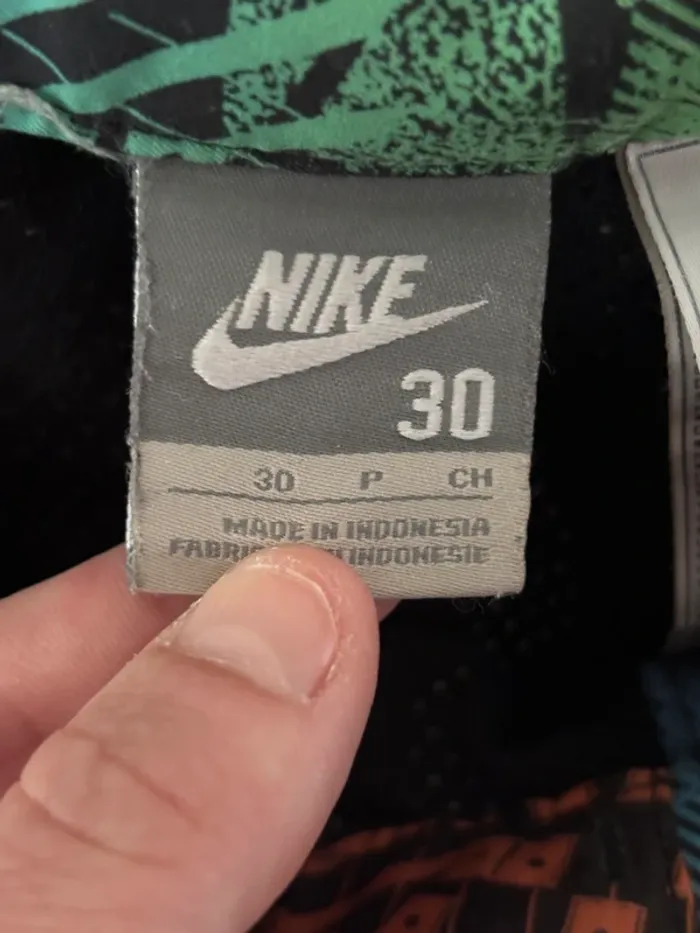 NIKE
30
30 P CH
MADE IN INDONESIA
INDONESIE